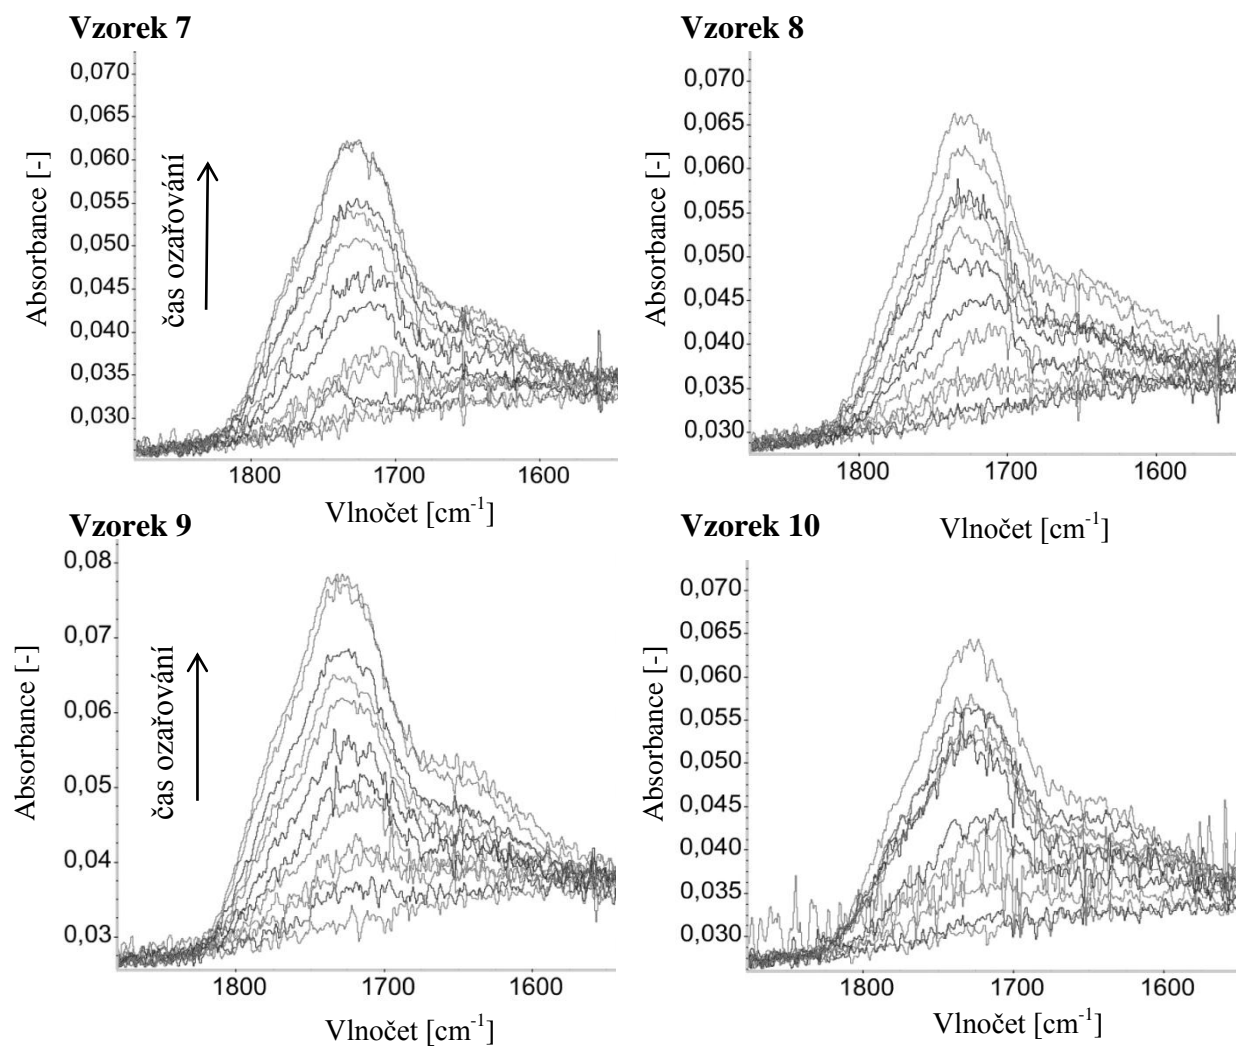 Vzorek 7
0,070
0,065
0,060
0,055
0,050
0,045
0,040
0,035
0,030
Absorbance [-]
čas ozařování
1800 1700 1600
Vlnočet [cm⁻¹]
Vzorek 8
0,070
0,065
0,060
0,055
0,050
0,045
0,040
0,035
0,030
Absorbance [-]
1800 1700 1600
Vlnočet [cm⁻¹]
Vzorek 9
0,08
0,07
0,06
0,05
0,04
0,03
Absorbance [-]
čas ozařování
1800 1700 1600
Vlnočet [cm⁻¹]
Vzorek 10
0,070
0,065
0,060
0,055
0,050
0,045
0,040
0,035
0,030
Absorbance [-]
1800 1700 1600
Vlnočet [cm⁻¹]